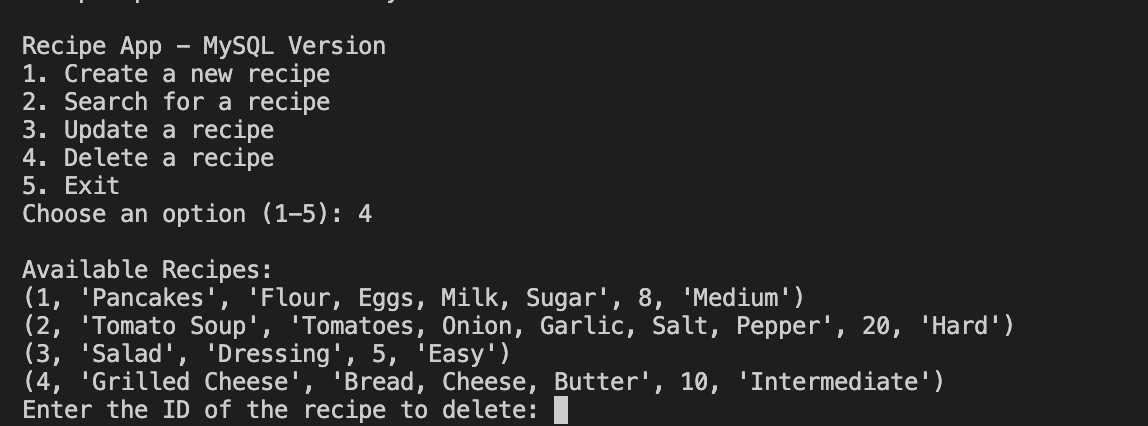 Recipe App – MySQL Version
1. Create a new recipe
2. Search for a recipe
3. Update a recipe
4. Delete a recipe
5. Exit
Choose an option (1–5): 4
Available Recipes:
(1, 'Pancakes', 'Flour, Eggs, Milk, Sugar', 8, 'Medium')
(2, 'Tomato Soup', 'Tomatoes, Onion, Garlic, Salt, Pepper', 20, 'Hard')
(3, 'Salad', 'Dressing', 5, 'Easy')
(4, 'Grilled Cheese', 'Bread, Cheese, Butter', 10, 'Intermediate')
Enter the ID of the recipe to delete: